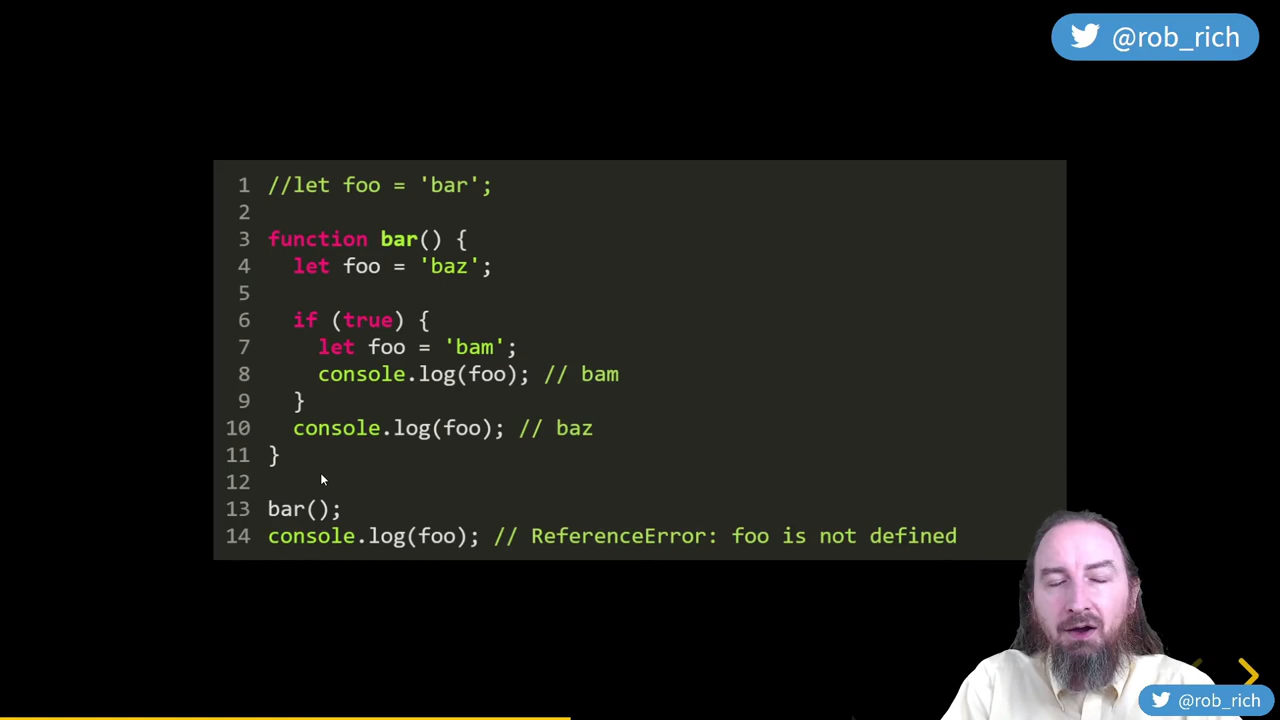 @rob_rich
1 //let foo = 'bar';
2
3 function bar() {
4 let foo = 'baz';
5
6 if (true) {
7 let foo = 'bam';
8 console.log(foo); // bam
9 }
10 console.log(foo); // baz
11 }
12
13 bar();
14 console.log(foo); // ReferenceError: foo is not defined
@rob_rich